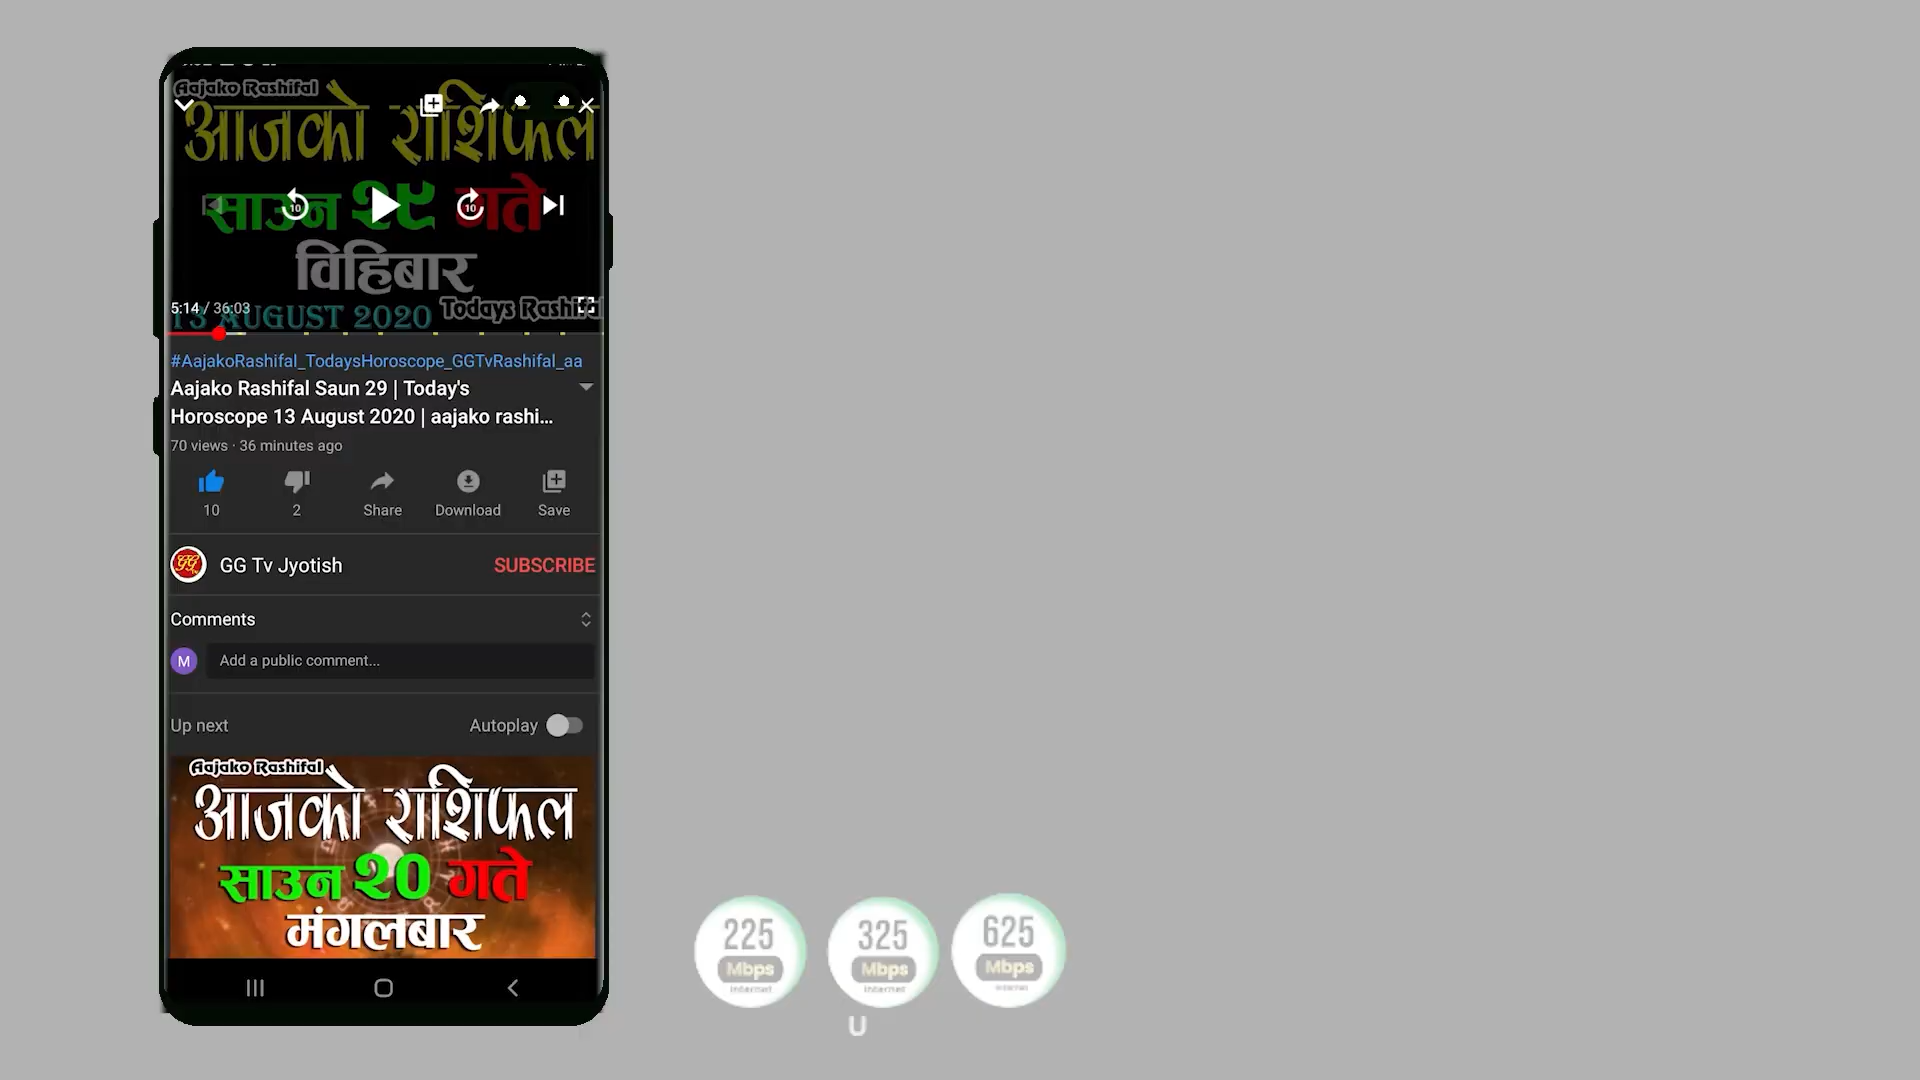 Aajako Rashifal
आजको राशिफल
साउन २९ गते
विहिबार
5:14 / 36:03
13 AUGUST 2020
Todays Rashifal
#AajakoRashifal_TodaysHoroscope_GGTvRashifal_aa
Aajako Rashifal Saun 29 | Today's
Horoscope 13 August 2020 | aajako rashi...
70 views · 36 minutes ago
10
2
Share
Download
Save
GG Tv Jyotish
SUBSCRIBE
Comments
M
Add a public comment...
Up next
Autoplay
Aajako Rashifal
आजको राशिफल
साउन २० गते
मंगलबार
225
Mbps
Internet
325
Mbps
Internet
625
Mbps
Internet
U